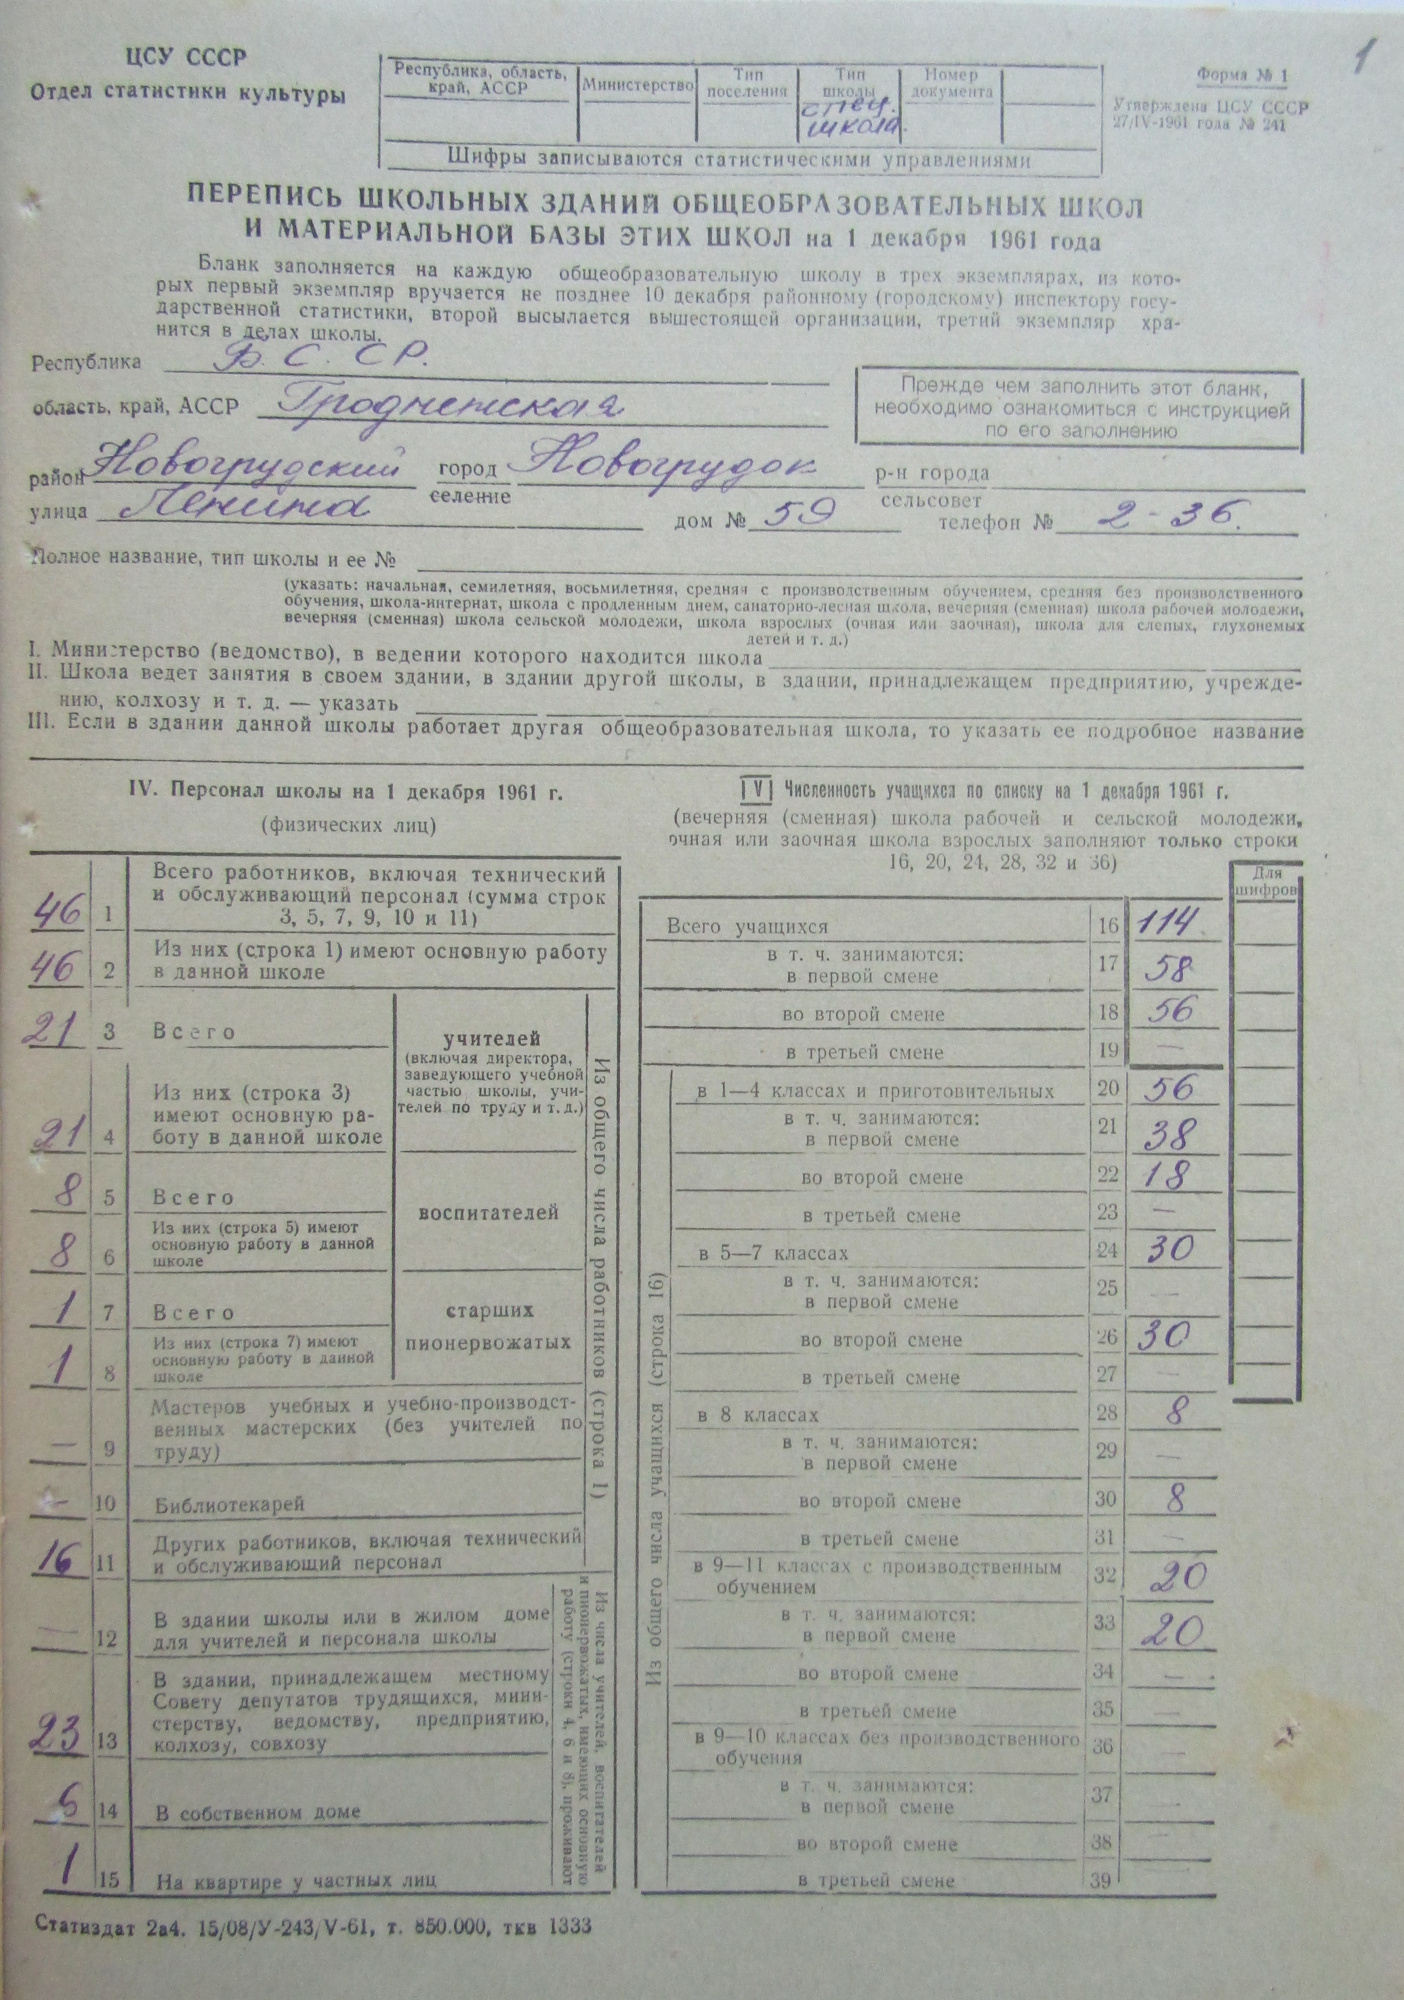 1
ЦСУ СССР
Отдел статистики культуры
Республика, область, край, АССР
Министерство
Тип поселения
Тип школы
Номер документа
спец. школа.
Шифры записываются статистическими управлениями
Форма № 1
Утверждена ЦСУ СССР
27/IV-1961 года № 241
ПЕРЕПИСЬ ШКОЛЬНЫХ ЗДАНИЙ ОБЩЕОБРАЗОВАТЕЛЬНЫХ ШКОЛ
И МАТЕРИАЛЬНОЙ БАЗЫ ЭТИХ ШКОЛ на 1 декабря 1961 года
Бланк заполняется на каждую общеобразовательную школу в трех экземплярах, из кото-
рых первый экземпляр вручается не позднее 10 декабря районному (городскому) инспектору госу-
дарственной статистики, второй высылается вышестоящей организации, третий экземпляр хра-
нится в делах школы.
Республика Б. С. СР.
область, край, АССР Гродненская
Прежде чем заполнить этот бланк,
необходимо ознакомиться с инструкцией
по его заполнению
район Новогрудский город Новогрудок р-н города
селение сельсовет
улица Ленина дом № 59 телефон № 2-36.
Полное название, тип школы и ее №
(указать: начальная, семилетняя, восьмилетняя, средняя с производственным обучением, средняя без производственного
обучения, школа-интернат, школа с продленным днем, санаторно-лесная школа, вечерняя (сменная) школа рабочей молодежи,
вечерняя (сменная) школа сельской молодежи, школа взрослых (очная или заочная), школа для слепых, глухонемых
детей и т. д.)
I. Министерство (ведомство), в ведении которого находится школа
II. Школа ведет занятия в своем здании, в здании другой школы, в здании, принадлежащем предприятию, учрежде-
нию, колхозу и т. д. — указать
III. Если в здании данной школы работает другая общеобразовательная школа, то указать ее подробное название
IV. Персонал школы на 1 декабря 1961 г.
(физических лиц)
46 1 Всего работников, включая технический
и обслуживающий персонал (сумма строк
3, 5, 7, 9, 10 и 11)
46 2 Из них (строка 1) имеют основную работу
в данной школе
21 3 Всего
учителей
(включая директора,
заведующего учебной
частью школы, учи-
телей по труду и т. д.)
21 4 Из них (строка 3)
имеют основную ра-
боту в данной школе
8 5 Всего
воспитателей
8 6 Из них (строка 5) имеют
основную работу в данной
школе
1 7 Всего
старших
пионервожатых
1 8 Из них (строка 7) имеют
основную работу в данной
школе
— 9 Мастеров учебных и учебно-производст-
венных мастерских (без учителей по
труду)
— 10 Библиотекарей
16 11 Других работников, включая технический
и обслуживающий персонал
Из общего числа работников (строка 1)
— 12 В здании школы или в жилом доме
для учителей и персонала школы
23 13 В здании, принадлежащем местному
Совету депутатов трудящихся, мини-
стерству, ведомству, предприятию,
колхозу, совхозу
6 14 В собственном доме
1 15 На квартире у частных лиц
Из числа учителей, воспитателей
и пионервожатых, имеющих основную
работу (строки 4, 6 и 8), проживают
V Численность учащихся по списку на 1 декабря 1961 г.
(вечерняя (сменная) школа рабочей и сельской молодежи,
очная или заочная школа взрослых заполняют только строки
16, 20, 24, 28, 32 и 36)
Для шифров
Всего учащихся 16 114
в т. ч. занимаются:
в первой смене 17 58
во второй смене 18 56
в третьей смене 19 —
Из общего числа учащихся (строка 16)
в 1—4 классах и приготовительных 20 56
в т. ч. занимаются:
в первой смене 21 38
во второй смене 22 18
в третьей смене 23 —
в 5—7 классах 24 30
в т. ч. занимаются:
в первой смене 25 —
во второй смене 26 30
в третьей смене 27 —
в 8 классах 28 8
в т. ч. занимаются:
в первой смене 29 —
во второй смене 30 8
в третьей смене 31 —
в 9—11 классах с производственным
обучением 32 20
в т. ч. занимаются:
в первой смене 33 20
во второй смене 34 —
в третьей смене 35 —
в 9—10 классах без производственного
обучения 36 —
в т. ч. занимаются:
в первой смене 37 —
во второй смене 38 —
в третьей смене 39
Статиздат 2а4. 15/08/У-243/V-61, т. 850.000, ткв 1333